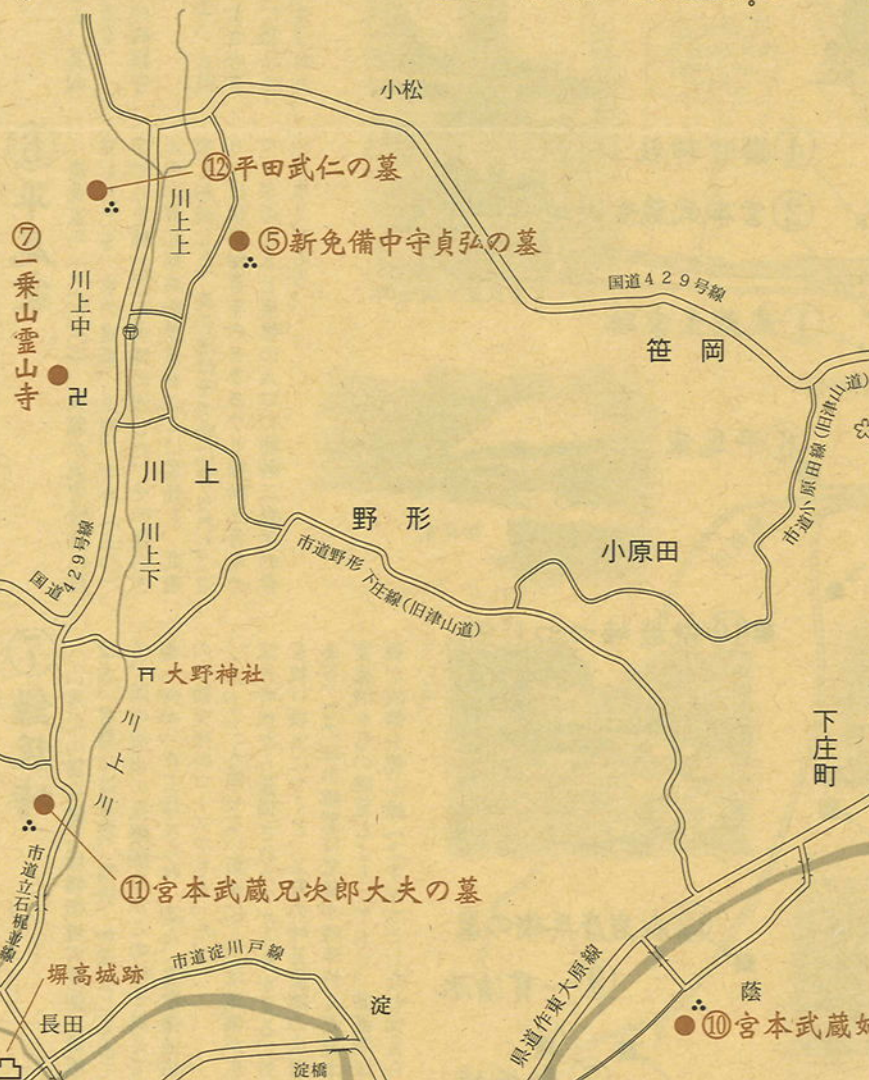 小松
⑫平田武仁の墓
川上上
⑤新免備中守貞弘の墓
⑦一乗山霊山寺
川上中
卍
国道429号線
笹岡
市道小原田線(旧津山道)
川上
野形
川上下
小原田
国道429号線
市道野形下庄線(旧津山道)
大野神社
川上川
下庄町
⑪宮本武蔵兄次郎大夫の墓
市道立石梶並線
塀高城跡
市道淀川戸線
淀
長田
淀橋
県道作東大原線
蔭
⑩宮本武蔵